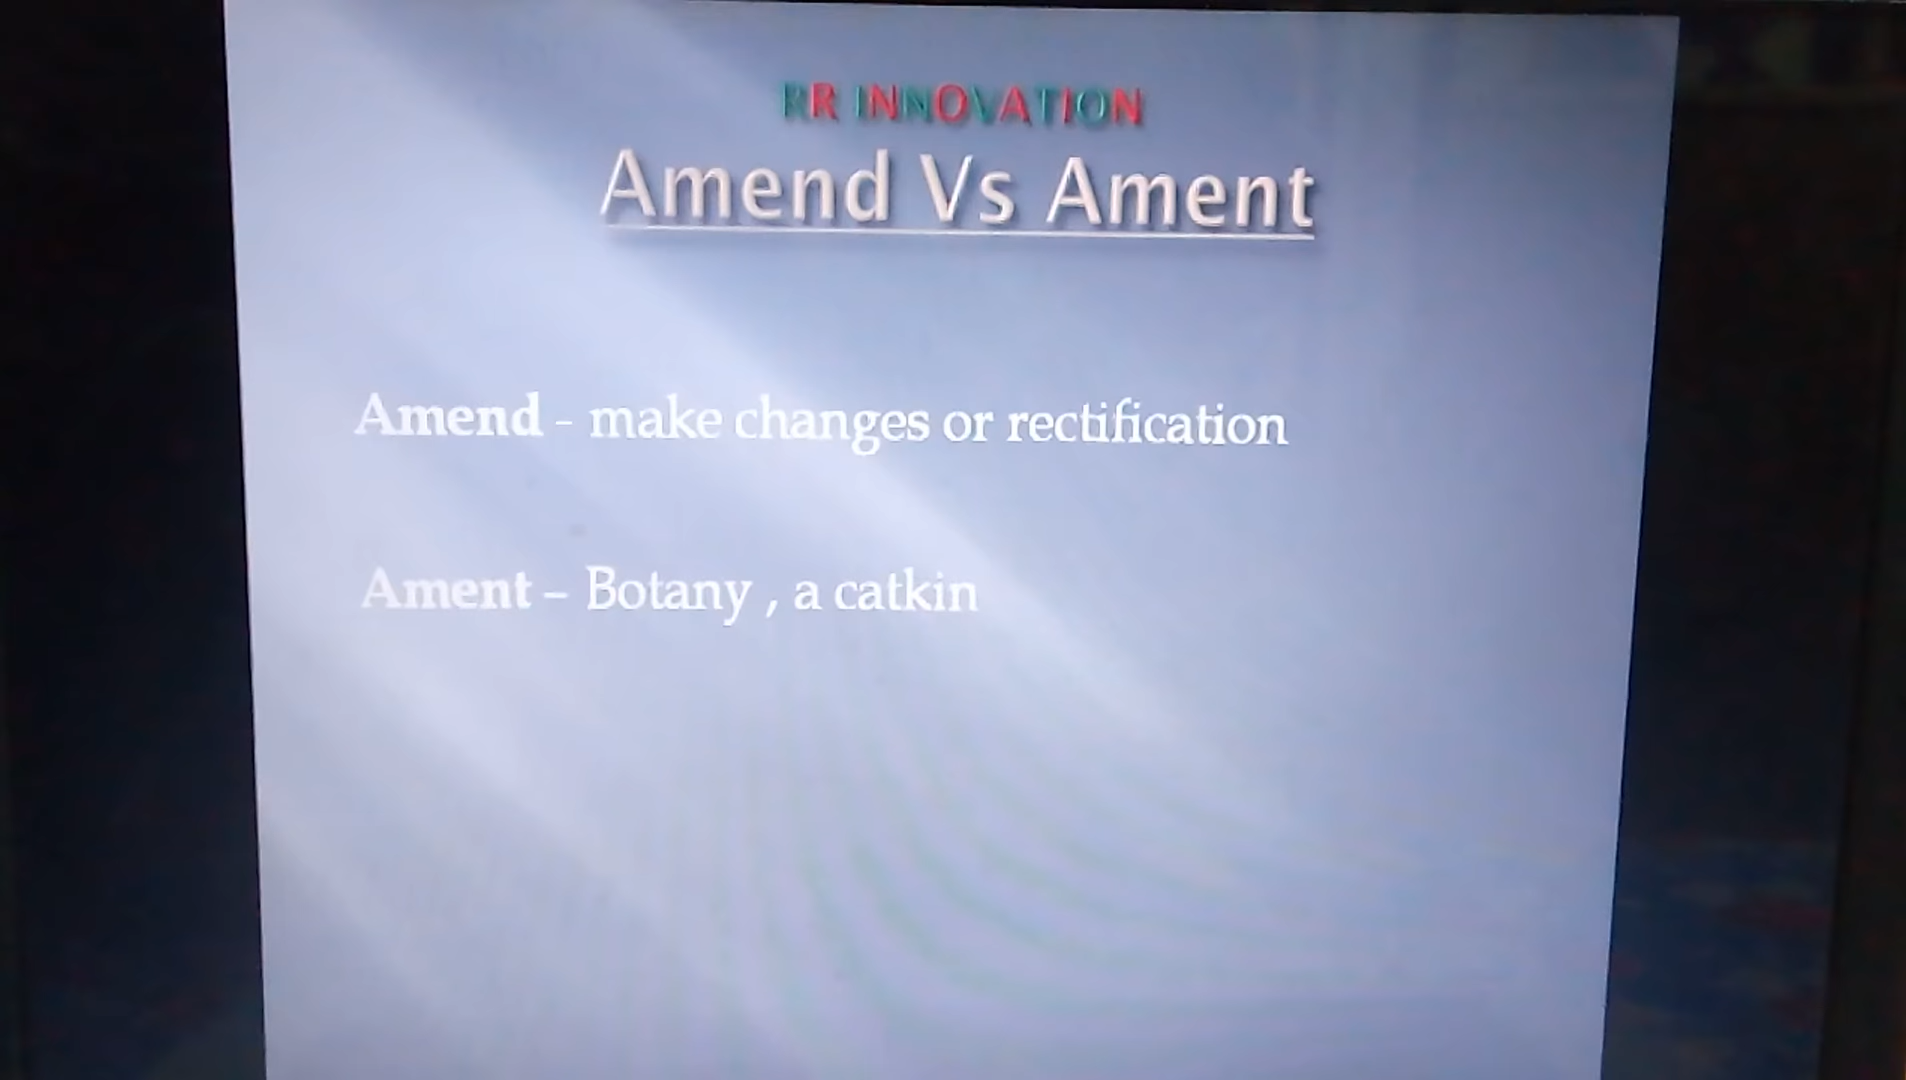 RR INNOVATION
Amend Vs Ament
Amend - make changes or rectification
Ament – Botany , a catkin